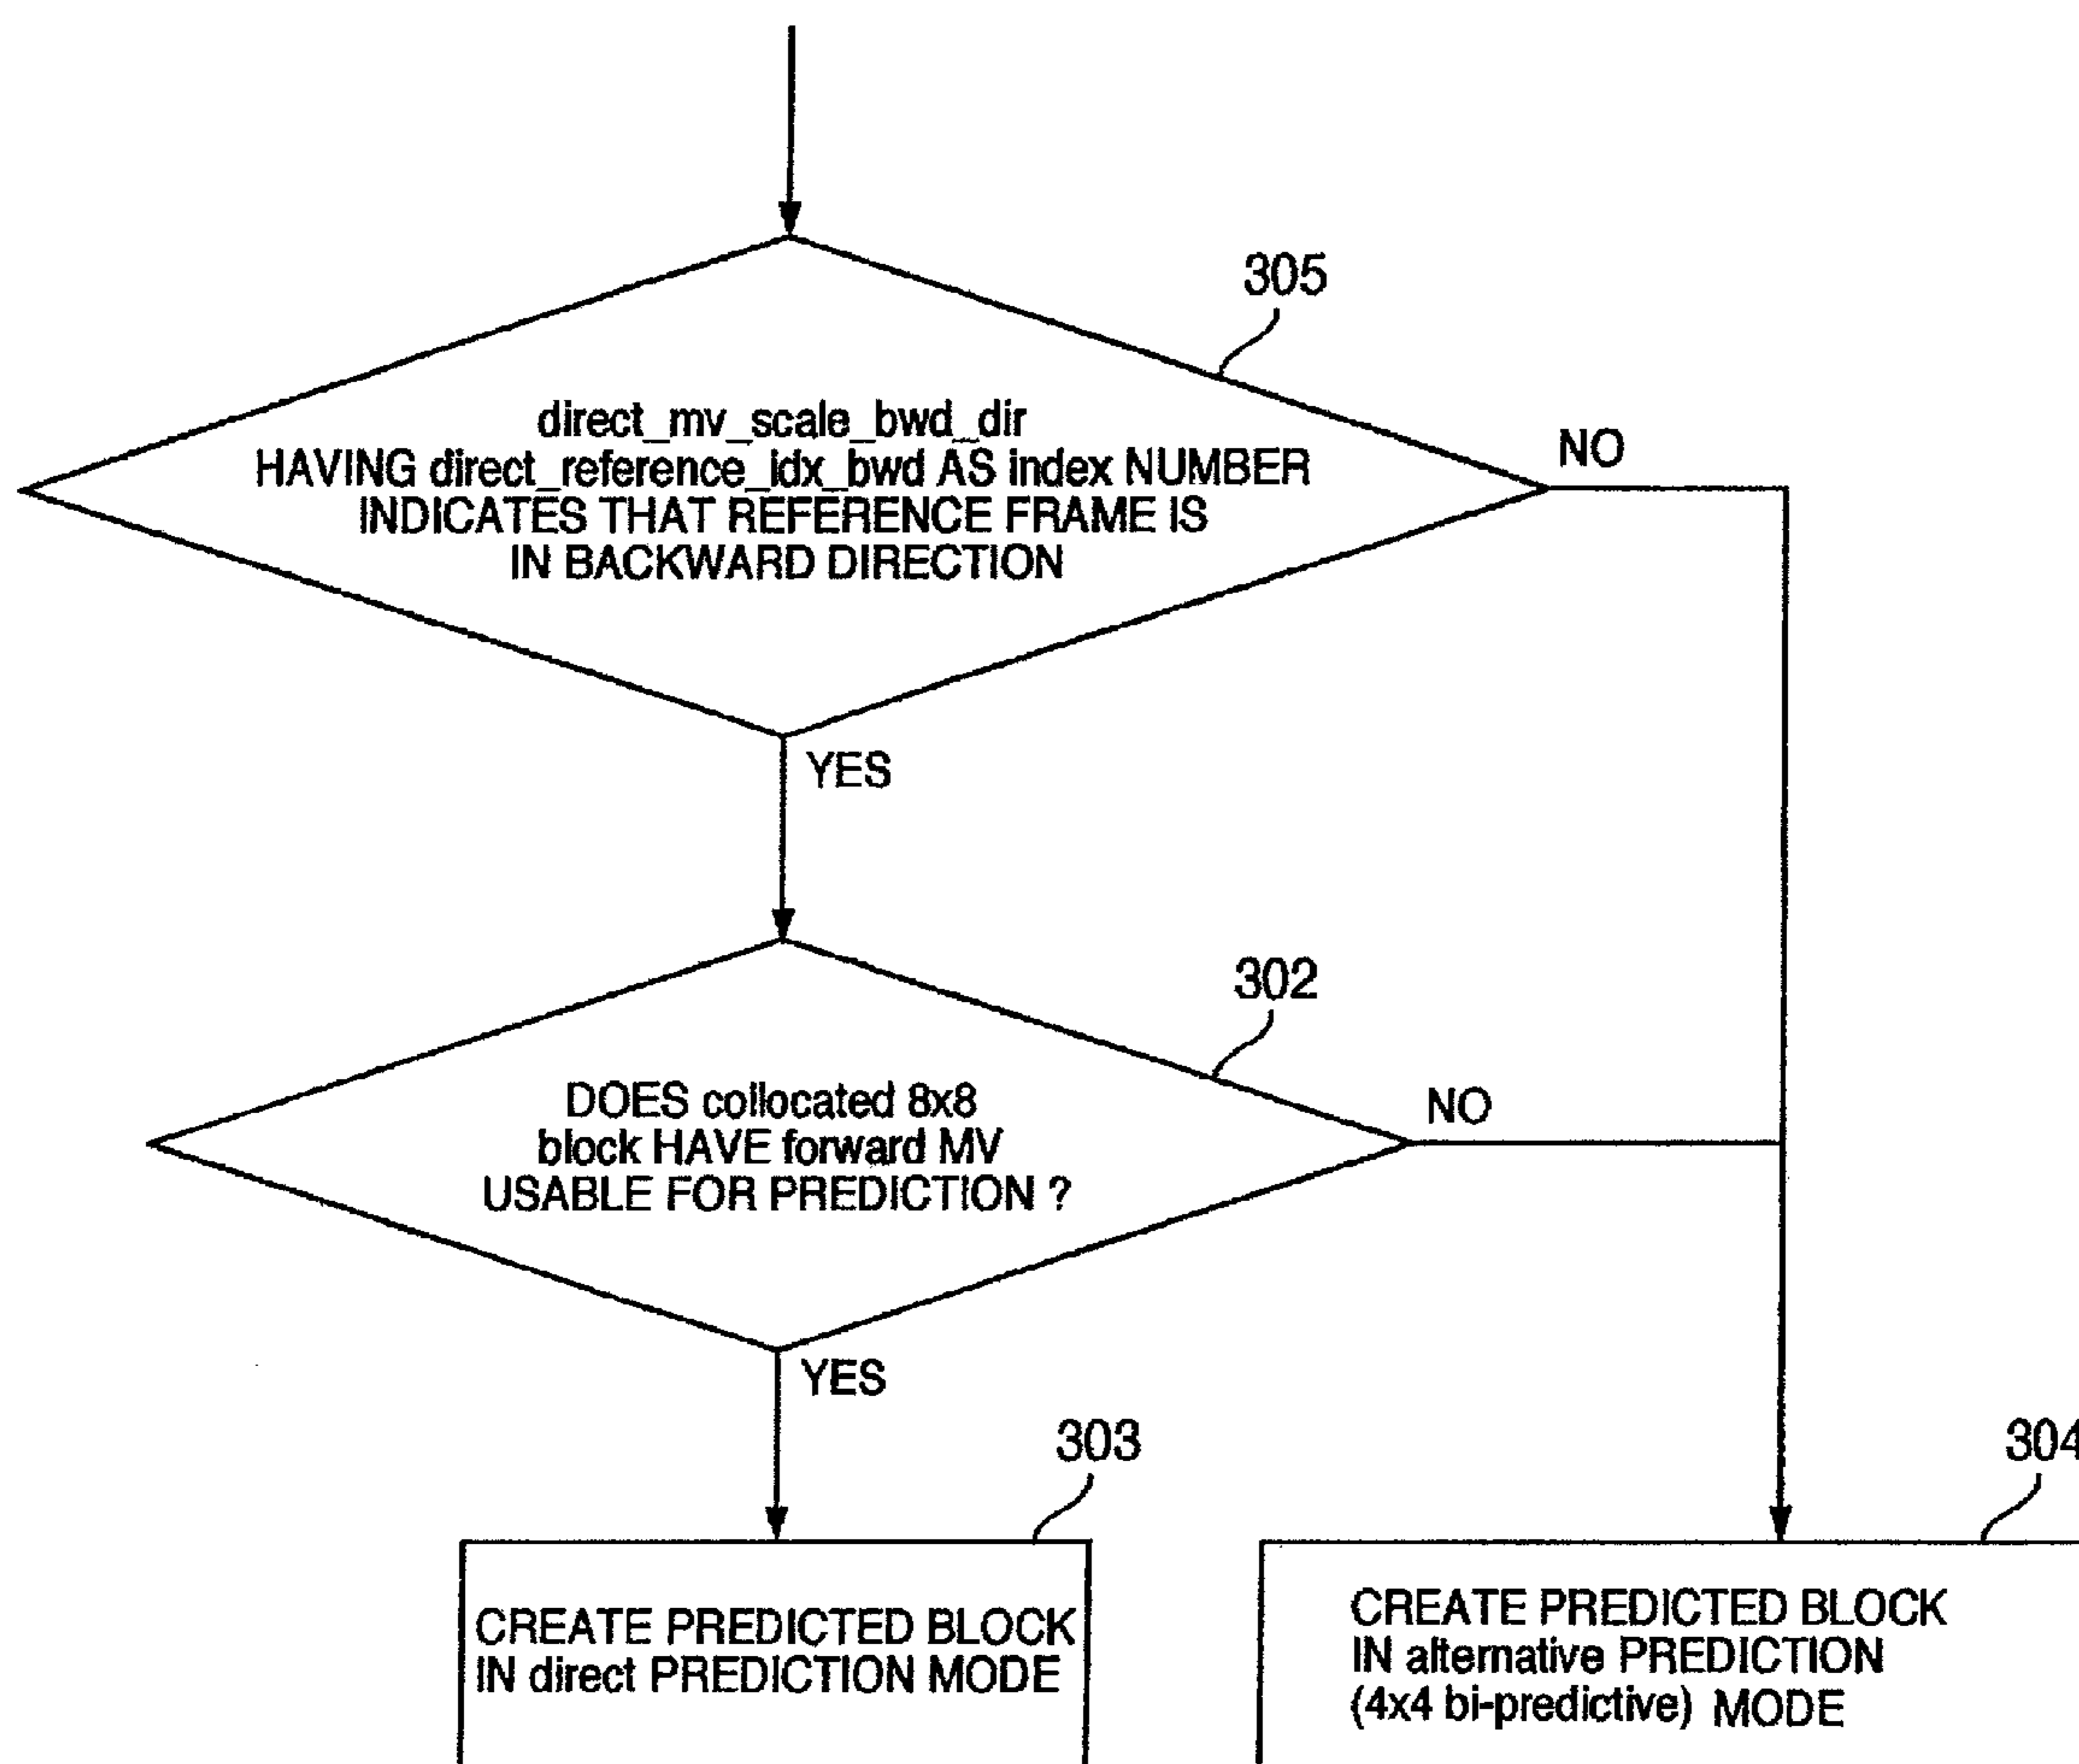 305
direct_mv_scale_bwd_dir
HAVING direct_reference_idx_bwd AS index NUMBER
INDICATES THAT REFERENCE FRAME IS
IN BACKWARD DIRECTION
NO
YES
302
DOES collocated 8x8
block HAVE forward MV
USABLE FOR PREDICTION ?
NO
YES
303
304
CREATE PREDICTED BLOCK
IN direct PREDICTION MODE
CREATE PREDICTED BLOCK
IN alternative PREDICTION
(4x4 bi-predictive) MODE